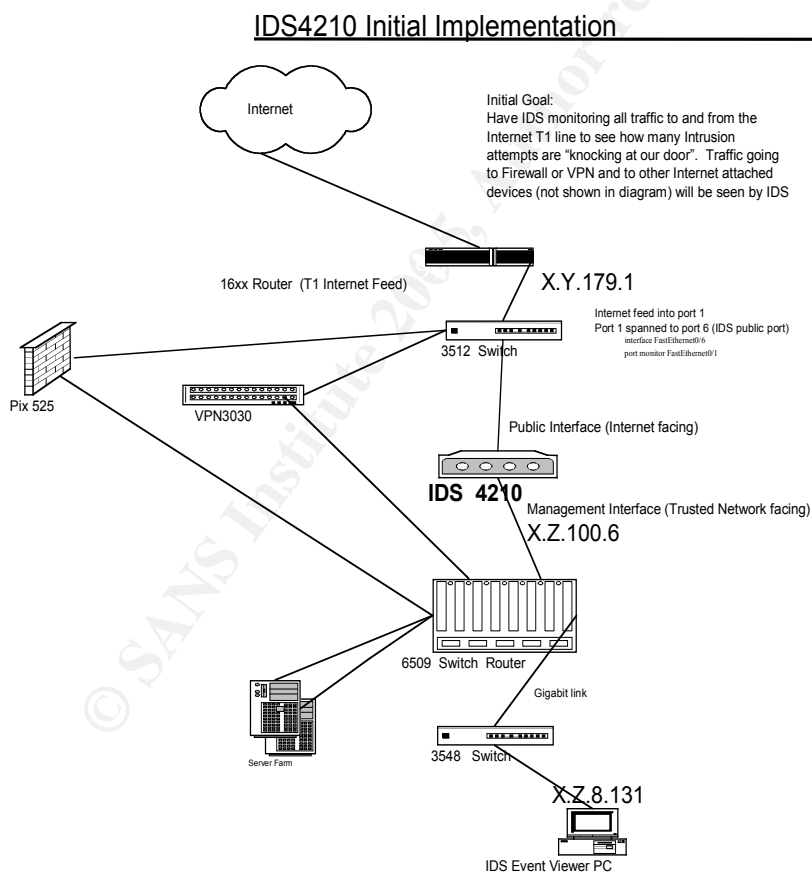 IDS4210 Initial Implementation
Internet
Initial Goal:
Have IDS monitoring all traffic to and from the
Internet T1 line to see how many Intrusion
attempts are “knocking at our door”. Traffic going
to Firewall or VPN and to other Internet attached
devices (not shown in diagram) will be seen by IDS
16xx Router (T1 Internet Feed)
X.Y.179.1
Internet feed into port 1
Port 1 spanned to port 6 (IDS public port)
interface FastEthernet0/6
port monitor FastEthernet0/1
3512 Switch
Pix 525
VPN3030
Public Interface (Internet facing)
IDS 4210
Management Interface (Trusted Network facing)
X.Z.100.6
6509 Switch Router
Gigabit link
Server Farm
3548 Switch
X.Z.8.131
IDS Event Viewer PC
© SANS Institute 2005, Author re